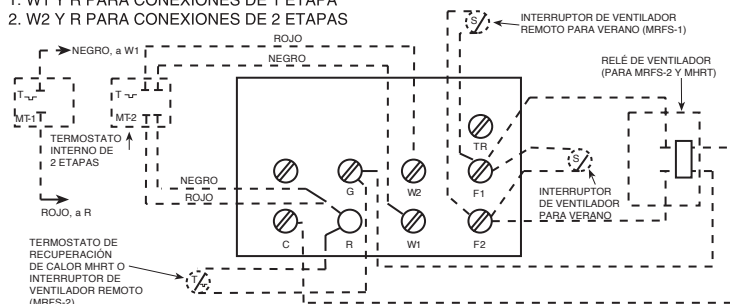 1. W1 Y R PARA CONEXIONES DE 1 ETAPA
2. W2 Y R PARA CONEXIONES DE 2 ETAPAS
S
INTERRUPTOR DE VENTILADOR
REMOTO PARA VERANO (MRFS-1)
ROJO
NEGRO, a W1
NEGRO
RELÉ DE VENTILADOR
(PARA MRFS-2 Y MHRT)
T
MT-1
T
MT-2
TERMOSTATO
INTERNO DE
2 ETAPAS
TR
S
NEGRO
ROJO
G
W2
F1
ROJO, a R
INTERRUPTOR
DE VENTILADOR
PARA VERANO
C
R
W1
F2
TERMOSTATO DE
RECUPERACIÓN
DE CALOR MHRT O
INTERRUPTOR DE
VENTILADOR REMOTO
(MRFS-2)
T